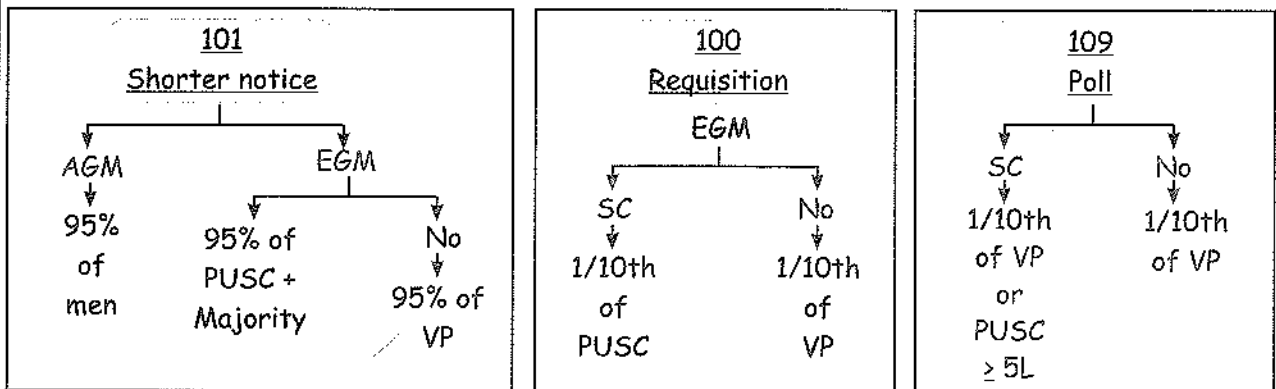 101
Shorter notice
AGM
95%
of
men
EGM
95% of
PUSC +
Majority
No
95% of
VP
100
Requisition
EGM
SC
1/10th
of
PUSC
No
1/10th
of
VP
109
Poll
SC
1/10th
of VP
or
PUSC
≥ 5L
No
1/10th
of VP